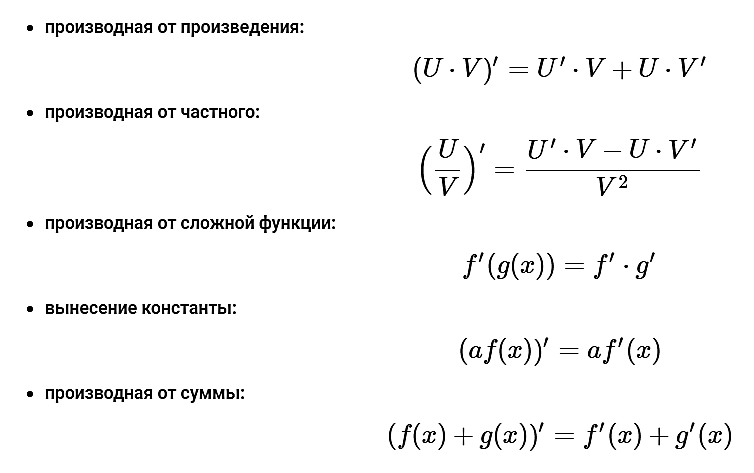 • производная от произведения:
(U · V)′ = U′ · V + U · V′
• производная от частного:
(U/V)′ = (U′ · V − U · V′)/V²
• производная от сложной функции:
f′(g(x)) = f′ · g′
• вынесение константы:
(af(x))′ = af′(x)
• производная от суммы:
(f(x) + g(x))′ = f′(x) + g′(x)